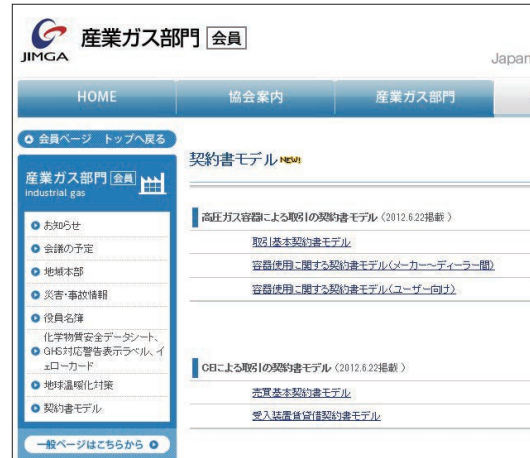 JIMGA
産業ガス部門 会員
Japan
HOME
協会案内
産業ガス部門
会員ページ トップへ戻る
産業ガス部門 会員
industrial gas
お知らせ
会議の予定
地域本部
災害・事故情報
役員名簿
化学物質安全データシート、
GHS対応警告表示ラベル、イ
ェローカード
地球温暖化対策
契約書モデル
一般ページはこちらから
契約書モデル NEW!
高圧ガス容器による取引の契約書モデル（2012.6.22掲載 ）
取引基本契約書モデル
容器使用に関する契約書モデル(メーカー～ディーラー間)
容器使用に関する契約書モデル(ユーザー向け)
CEによる取引の契約書モデル（2012.6.22掲載 ）
売買基本契約書モデル
受入装置賃貸借契約書モデル